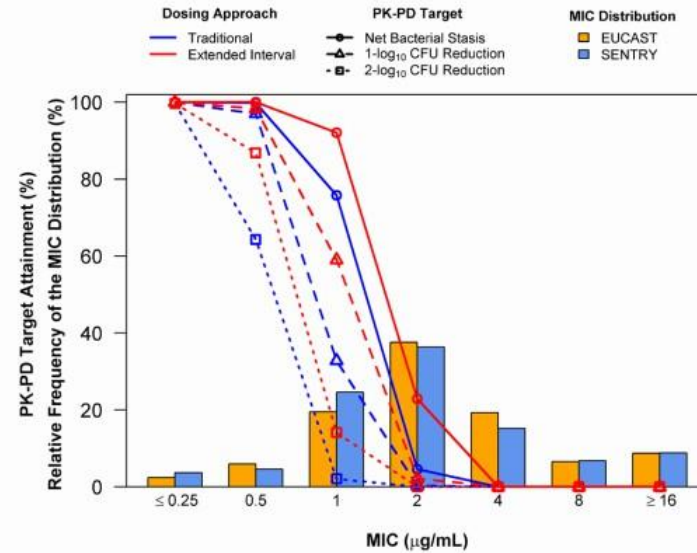 Dosing Approach PK-PD Target MIC Distribution
Traditional Net Bacterial Stasis EUCAST
Extended Interval 1-log₁₀ CFU Reduction SENTRY
2-log₁₀ CFU Reduction
PK-PD Target Attainment (%)
Relative Frequency of the MIC Distribution (%)
100
80
60
40
20
0
≤ 0.25 0.5 1 2 4 8 ≥ 16
MIC (μg/mL)